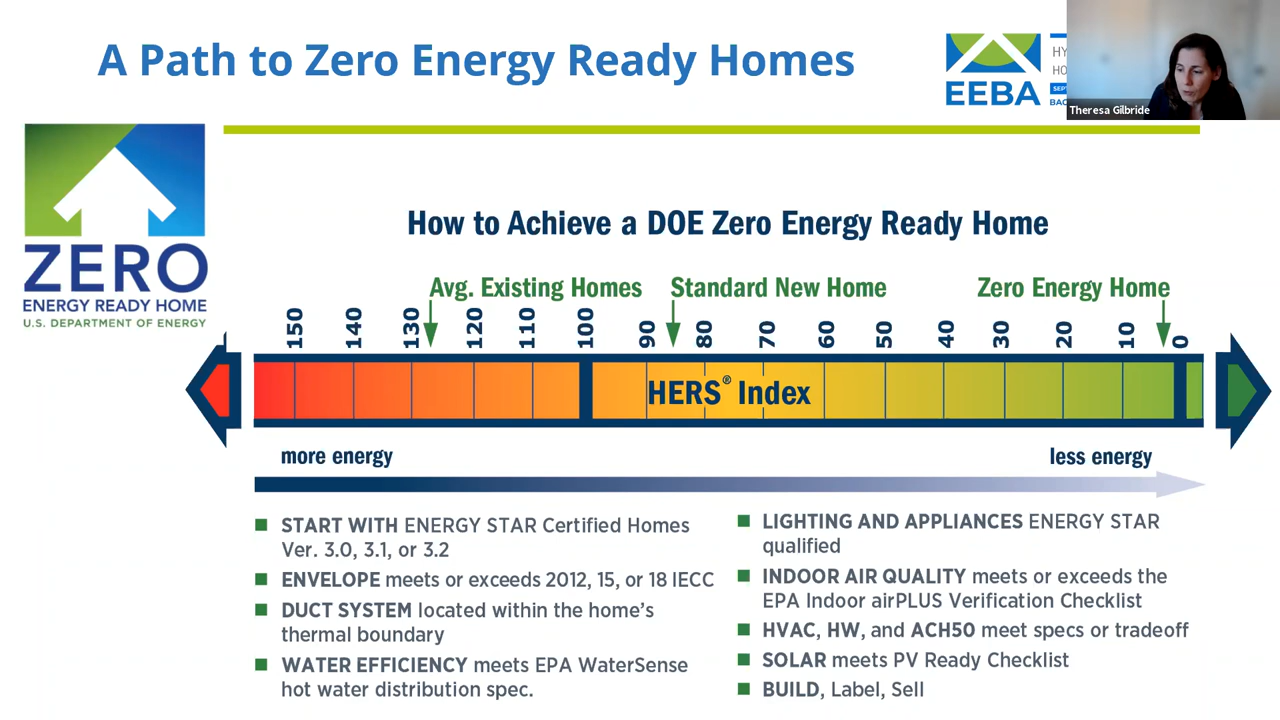 A Path to Zero Energy Ready Homes
EEBA
HY
HO
SEPT
BAC
Theresa Gilbride
ZERO
ENERGY READY HOME
U.S. DEPARTMENT OF ENERGY
How to Achieve a DOE Zero Energy Ready Home
Avg. Existing Homes Standard New Home Zero Energy Home
150 140 130 120 110 100 90 80 70 60 50 40 30 20 10 0
HERS® Index
more energy less energy
START WITH ENERGY STAR Certified Homes
Ver. 3.0, 3.1, or 3.2
ENVELOPE meets or exceeds 2012, 15, or 18 IECC
DUCT SYSTEM located within the home's
thermal boundary
WATER EFFICIENCY meets EPA WaterSense
hot water distribution spec.
LIGHTING AND APPLIANCES ENERGY STAR
qualified
INDOOR AIR QUALITY meets or exceeds the
EPA Indoor airPLUS Verification Checklist
HVAC, HW, and ACH50 meet specs or tradeoff
SOLAR meets PV Ready Checklist
BUILD, Label, Sell